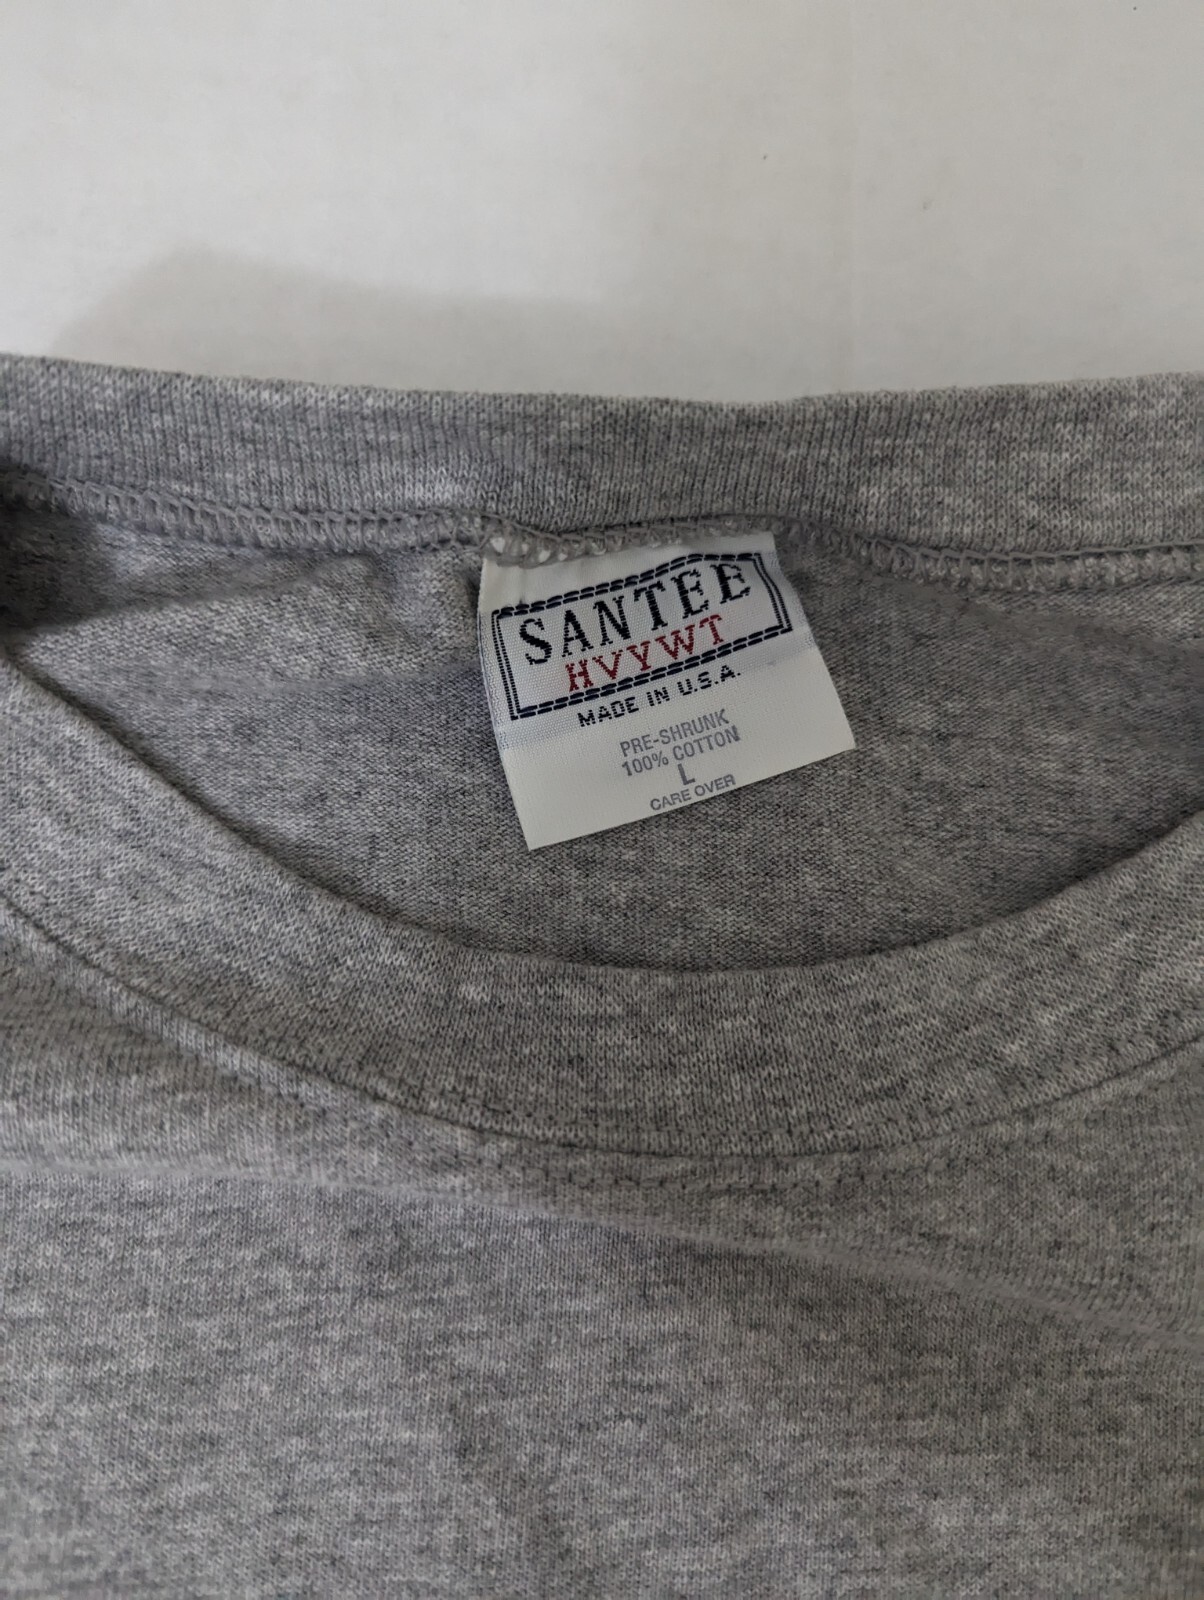 SANTEE
HVYWT
MADE IN U.S.A.
PRE-SHRUNK
100% COTTON
L
CARE OVER